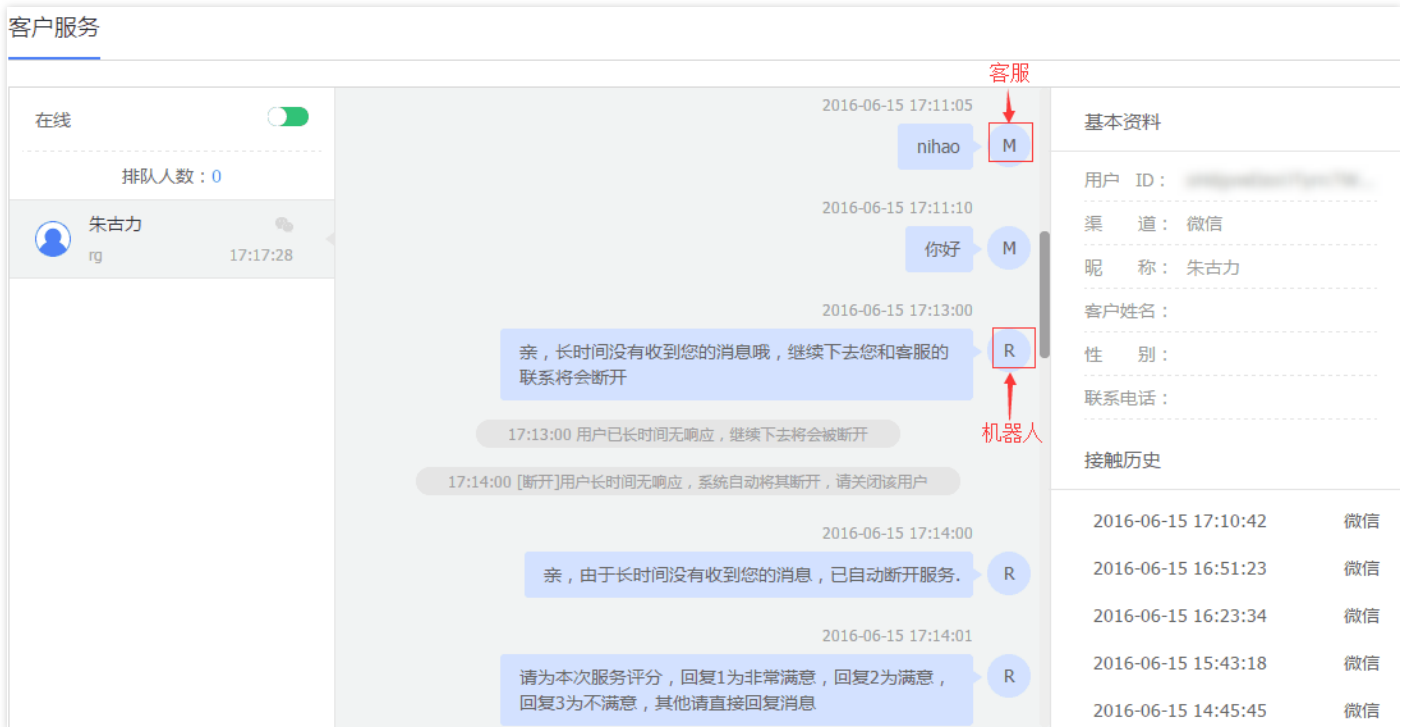 客户服务
在线
排队人数：0
朱古力
rg
17:17:28
客服
2016-06-15 17:11:05
nihao
M
2016-06-15 17:11:10
你好
M
2016-06-15 17:13:00
亲，长时间没有收到您的消息哦，继续下去您和客服的
联系将会断开
R
机器人
17:13:00 用户已长时间无响应，继续下去将会被断开
17:14:00 [断开]用户长时间无响应，系统自动将其断开，请关闭该用户
2016-06-15 17:14:00
亲，由于长时间没有收到您的消息，已自动断开服务.
R
2016-06-15 17:14:01
请为本次服务评分，回复1为非常满意，回复2为满意，
回复3为不满意，其他请直接回复消息
R
基本资料
用户 ID：
渠 道：微信
昵 称：朱古力
客户姓名：
性 别：
联系电话：
接触历史
2016-06-15 17:10:42 微信
2016-06-15 16:51:23 微信
2016-06-15 16:23:34 微信
2016-06-15 15:43:18 微信
2016-06-15 14:45:45 微信